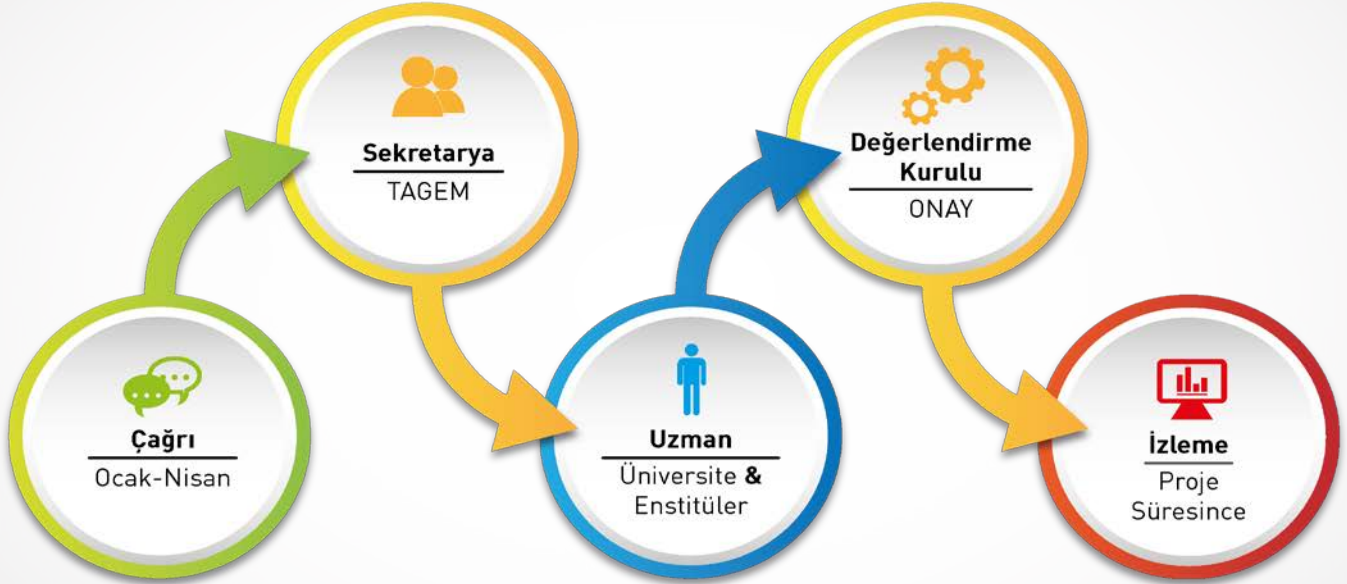 Çağrı
Ocak-Nisan
Sekretarya
TAGEM
Uzman
Üniversite & 
Enstitüler
Değerlendirme
Kurulu
ONAY
İzleme
Proje
Süresince